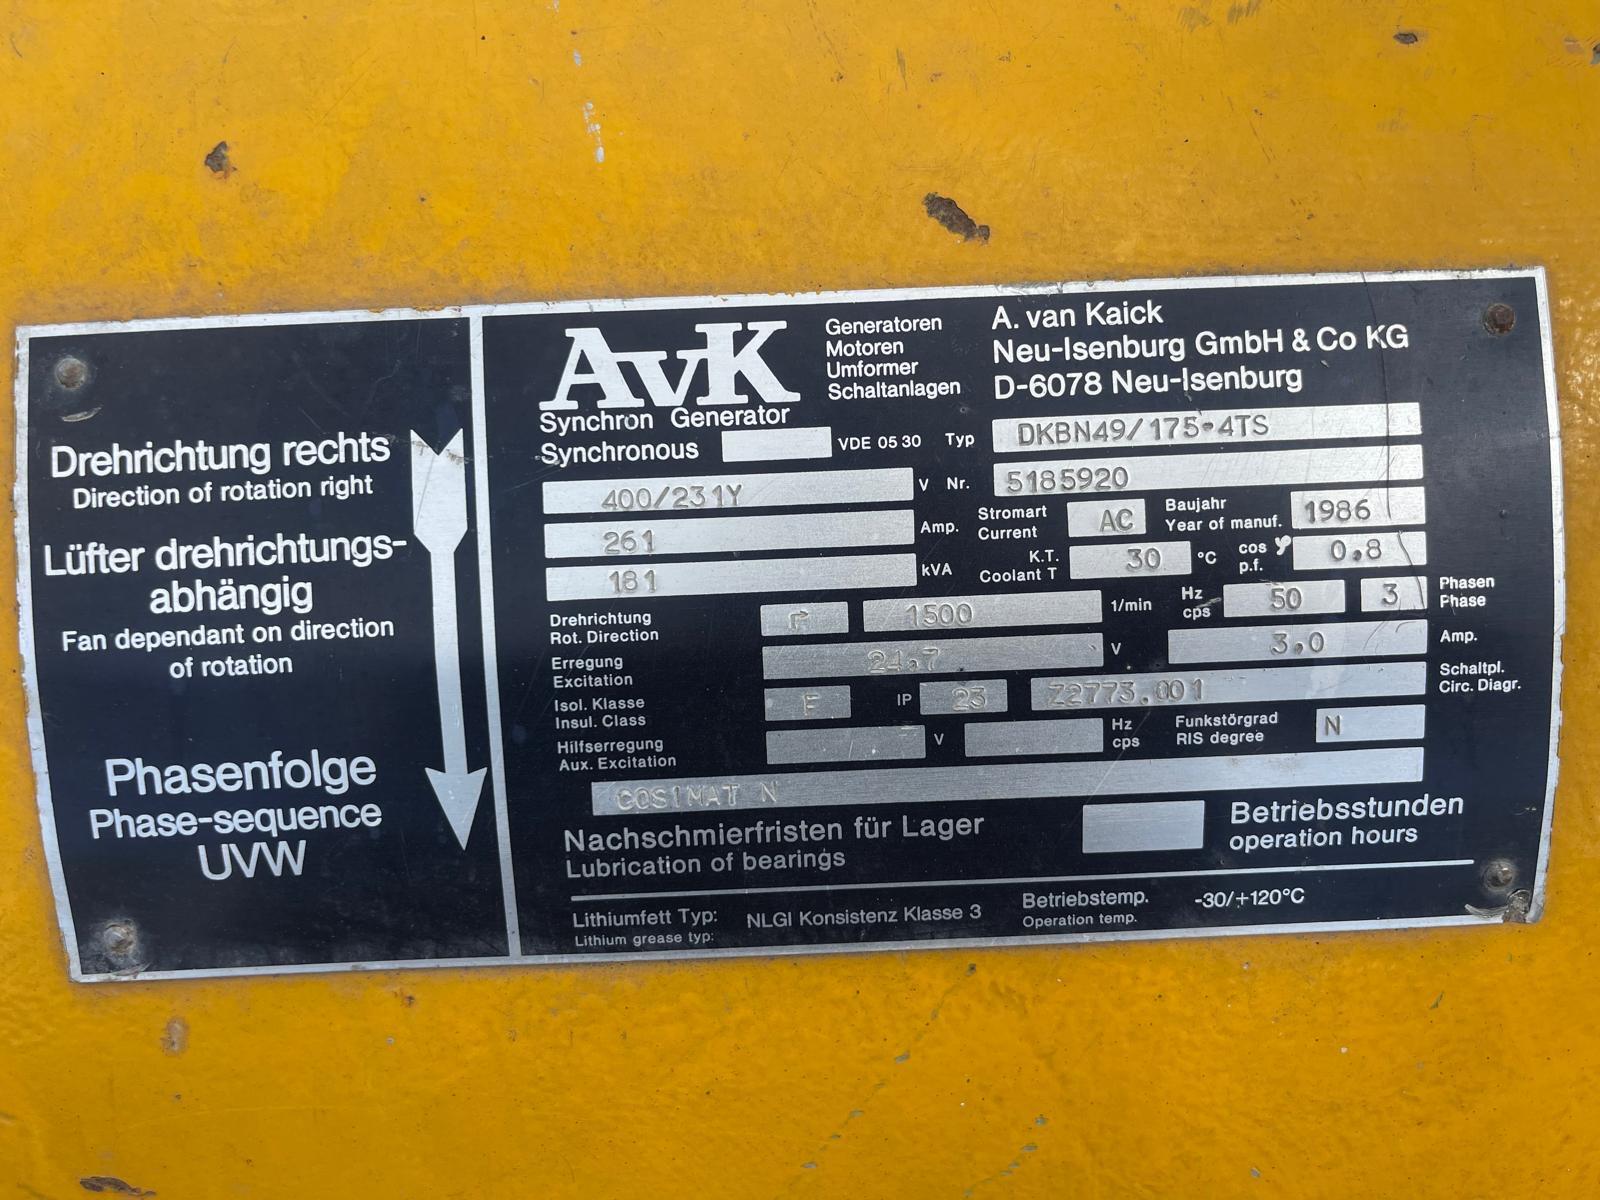 Drehrichtung rechts
Direction of rotation right
Lüfter drehrichtungs-
abhängig
Fan dependant on direction
of rotation
Phasenfolge
Phase-sequence
UVW
AvK
Synchron Generator
Synchronous VDE 0530
Generatoren
Motoren
Umformer
Schaltanlagen
A. van Kaick
Neu-Isenburg GmbH & Co KG
D-6078 Neu-Isenburg
Typ DKBN49/175-4TS
400/231Y V Nr. 5185920
261 Amp. Stromart Current AC Baujahr Year of manuf. 1986
181 kVA K.T. Coolant T 30 °C cos φ p.f. 0.8
Drehrichtung Rot. Direction 1500 1/min Hz cps 50 3 Phasen Phase
Erregung Excitation 24.7 V 3.0 Amp.
Isol. Klasse Insul. Class F IP 23 Z2773.001 Schaltpl. Circ. Diagr.
Hilfserregung Aux. Excitation V Hz cps Funkstörgrad RIS degree N
COSIMAT N
Nachschmierfristen für Lager Betriebsstunden
Lubrication of bearings operation hours
Lithiumfett Typ: NLGI Konsistenz Klasse 3 Betriebstemp. -30/+120°C
Lithium grease typ: Operation temp.